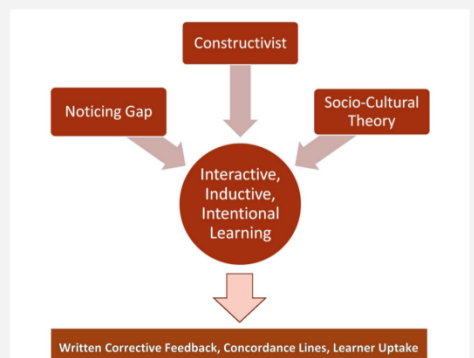 Constructivist
Noticing Gap
Socio-Cultural
Theory
Interactive,
Inductive,
Intentional
Learning
Written Corrective Feedback, Concordance Lines, Learner Uptake